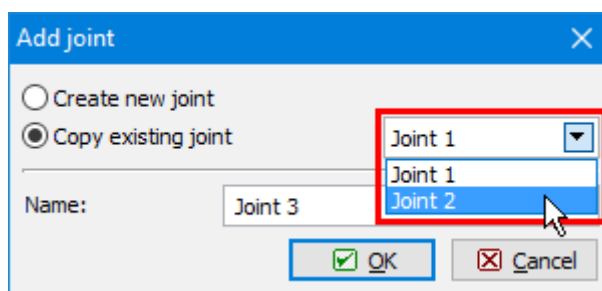 Add joint
Create new joint
Copy existing joint
Joint 1
Joint 1
Joint 2
Name:
Joint 3
OK
Cancel